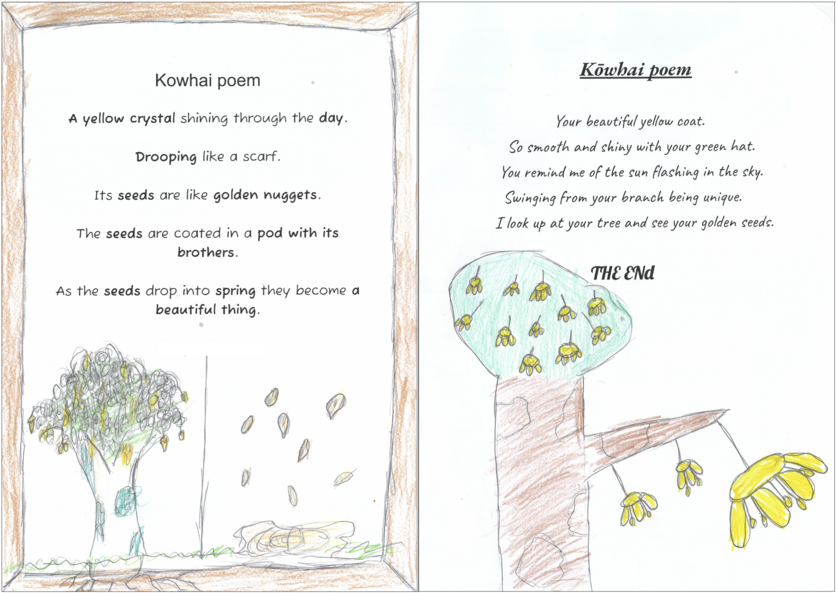 Kowhai poem
A yellow crystal shining through the day.
Drooping like a scarf.
Its seeds are like golden nuggets.
The seeds are coated in a pod with its
brothers.
As the seeds drop into spring they become a
beautiful thing.
Kōwhai poem
Your beautiful yellow coat.
So smooth and shiny with your green hat.
You remind me of the sun flashing in the sky.
Swinging from your branch being unique.
I look up at your tree and see your golden seeds.
THE ENd